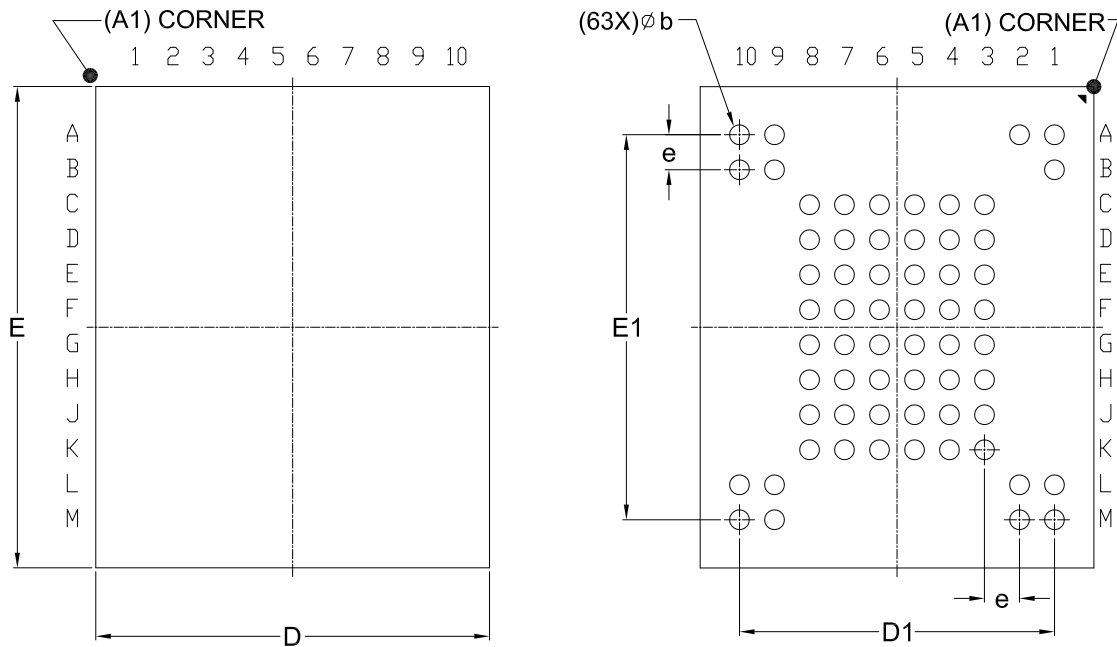 (A1) CORNER
1 2 3 4 5 6 7 8 9 10
A
B
C
D
E
F
G
H
J
K
L
M
E
D
(63X)⌀b
(A1) CORNER
10 9 8 7 6 5 4 3 2 1
e
E1
A
B
C
D
E
F
G
H
J
K
L
M
e
D1